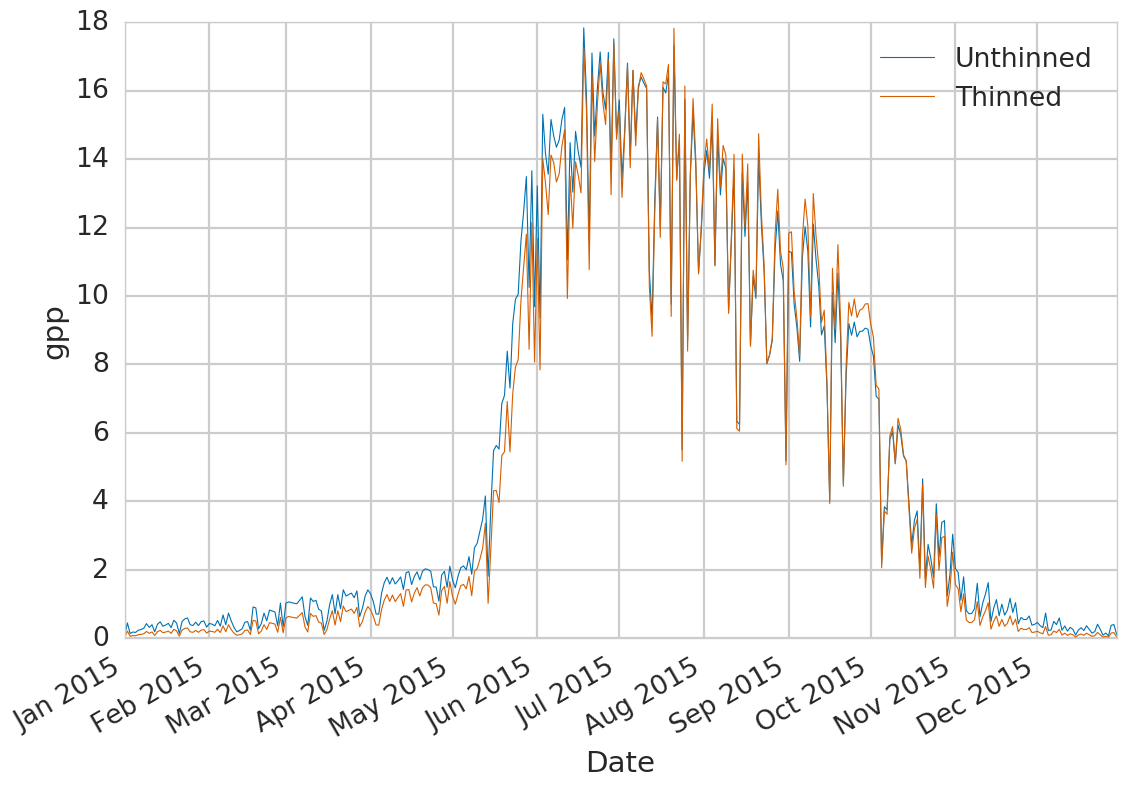 18
16
14
12
10
8
6
4
2
0
gpp
Unthinned
Thinned
Jan 2015
Feb 2015
Mar 2015
Apr 2015
May 2015
Jun 2015
Jul 2015
Aug 2015
Sep 2015
Oct 2015
Nov 2015
Dec 2015
Date